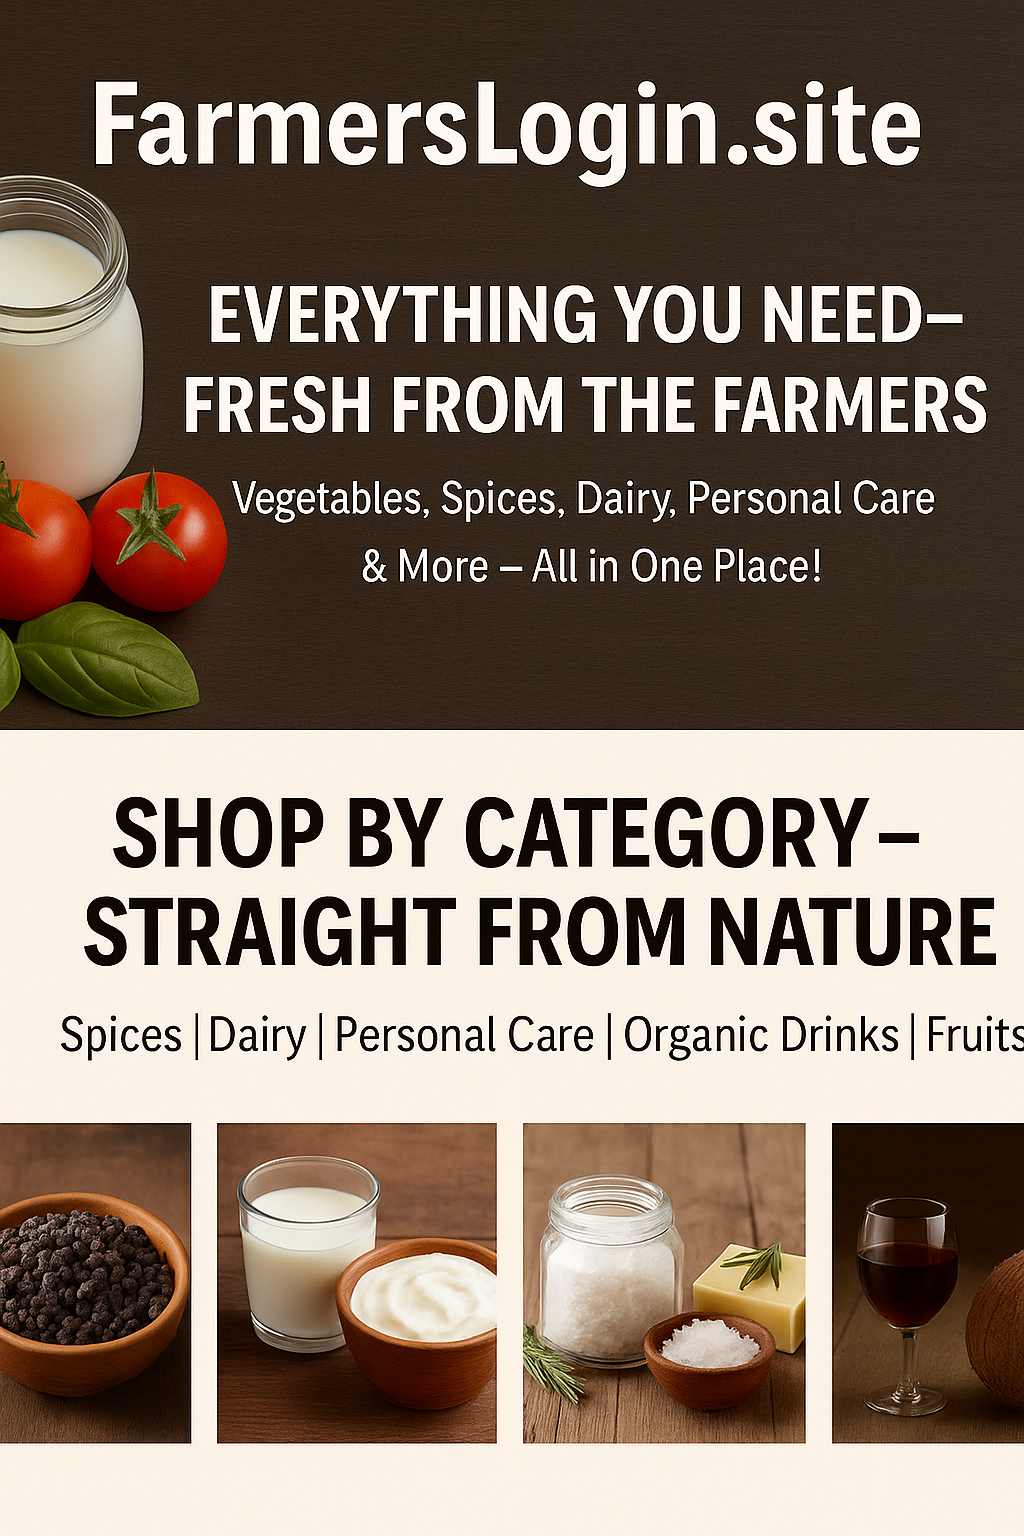 FarmersLogin.site
EVERYTHING YOU NEED–
FRESH FROM THE FARMERS
Vegetables, Spices, Dairy, Personal Care
& More – All in One Place!
SHOP BY CATEGORY–
STRAIGHT FROM NATURE
Spices | Dairy | Personal Care | Organic Drinks | Fruits